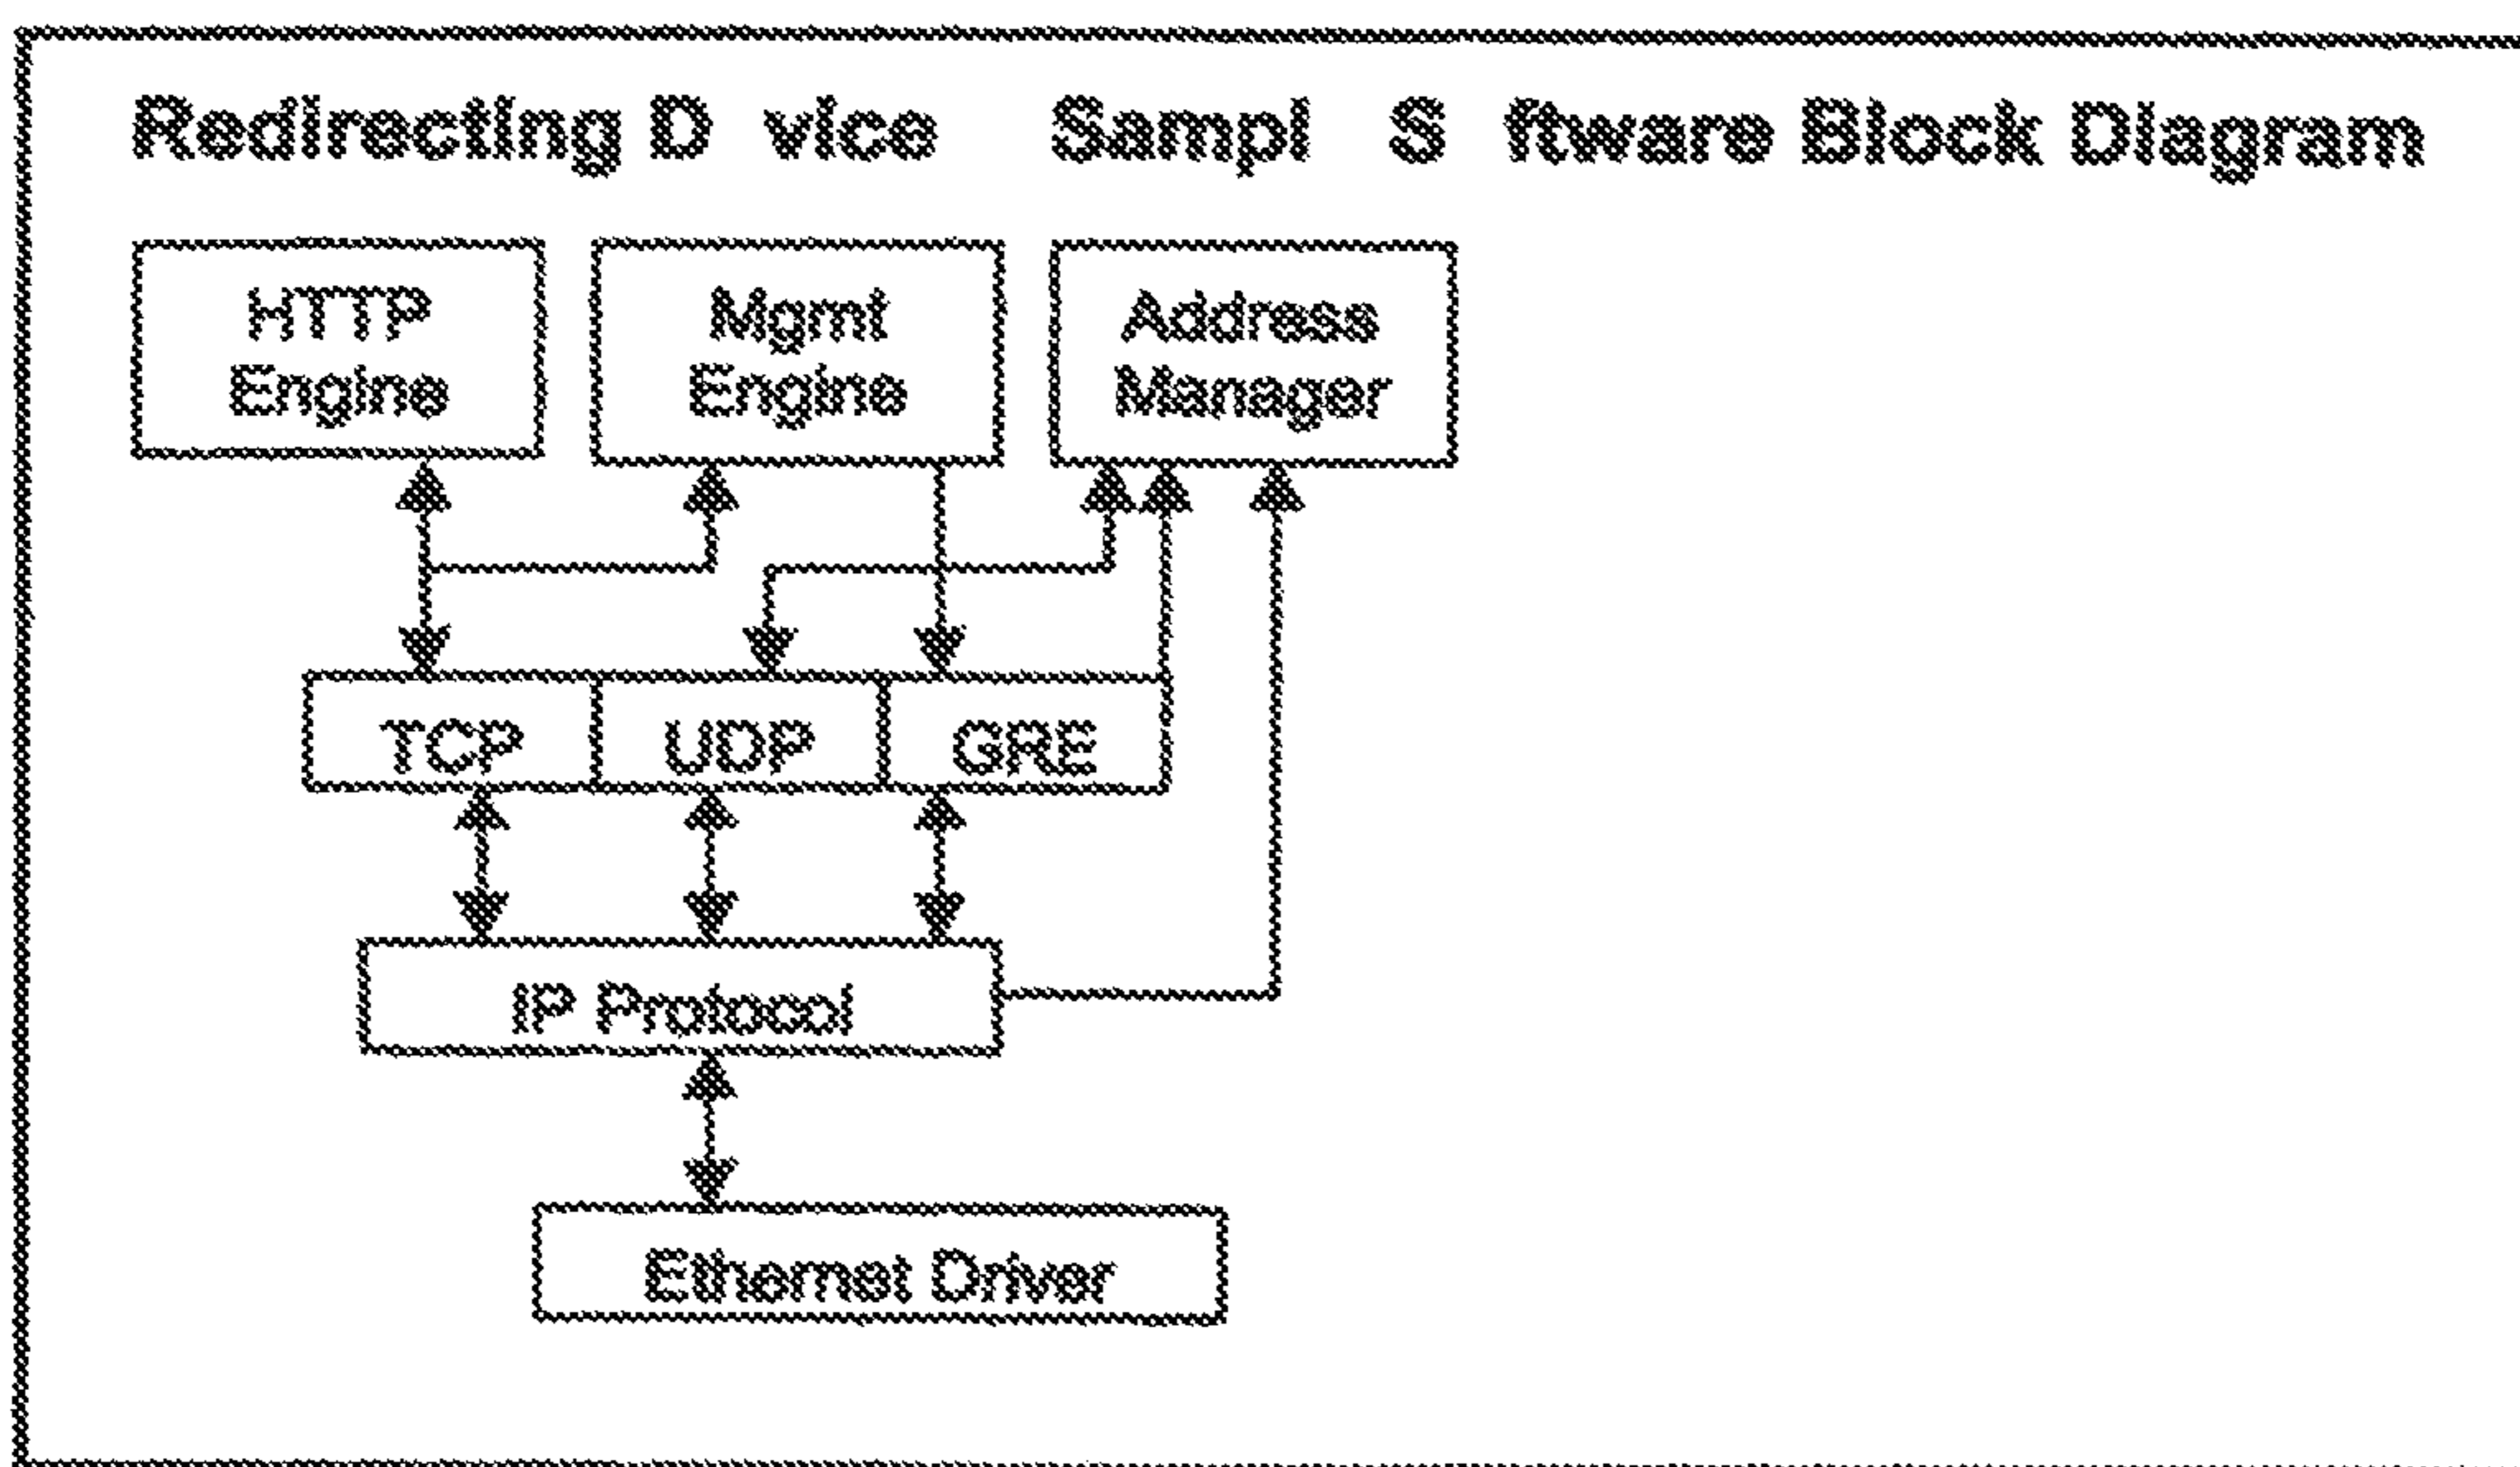 Redirecting D vice Sampl S ftware Block Diagram
HTTP
Engine
Mgmt
Engine
Address
Manager
TCP
UDP
GRE
IP Protocol
Ethernet Driver